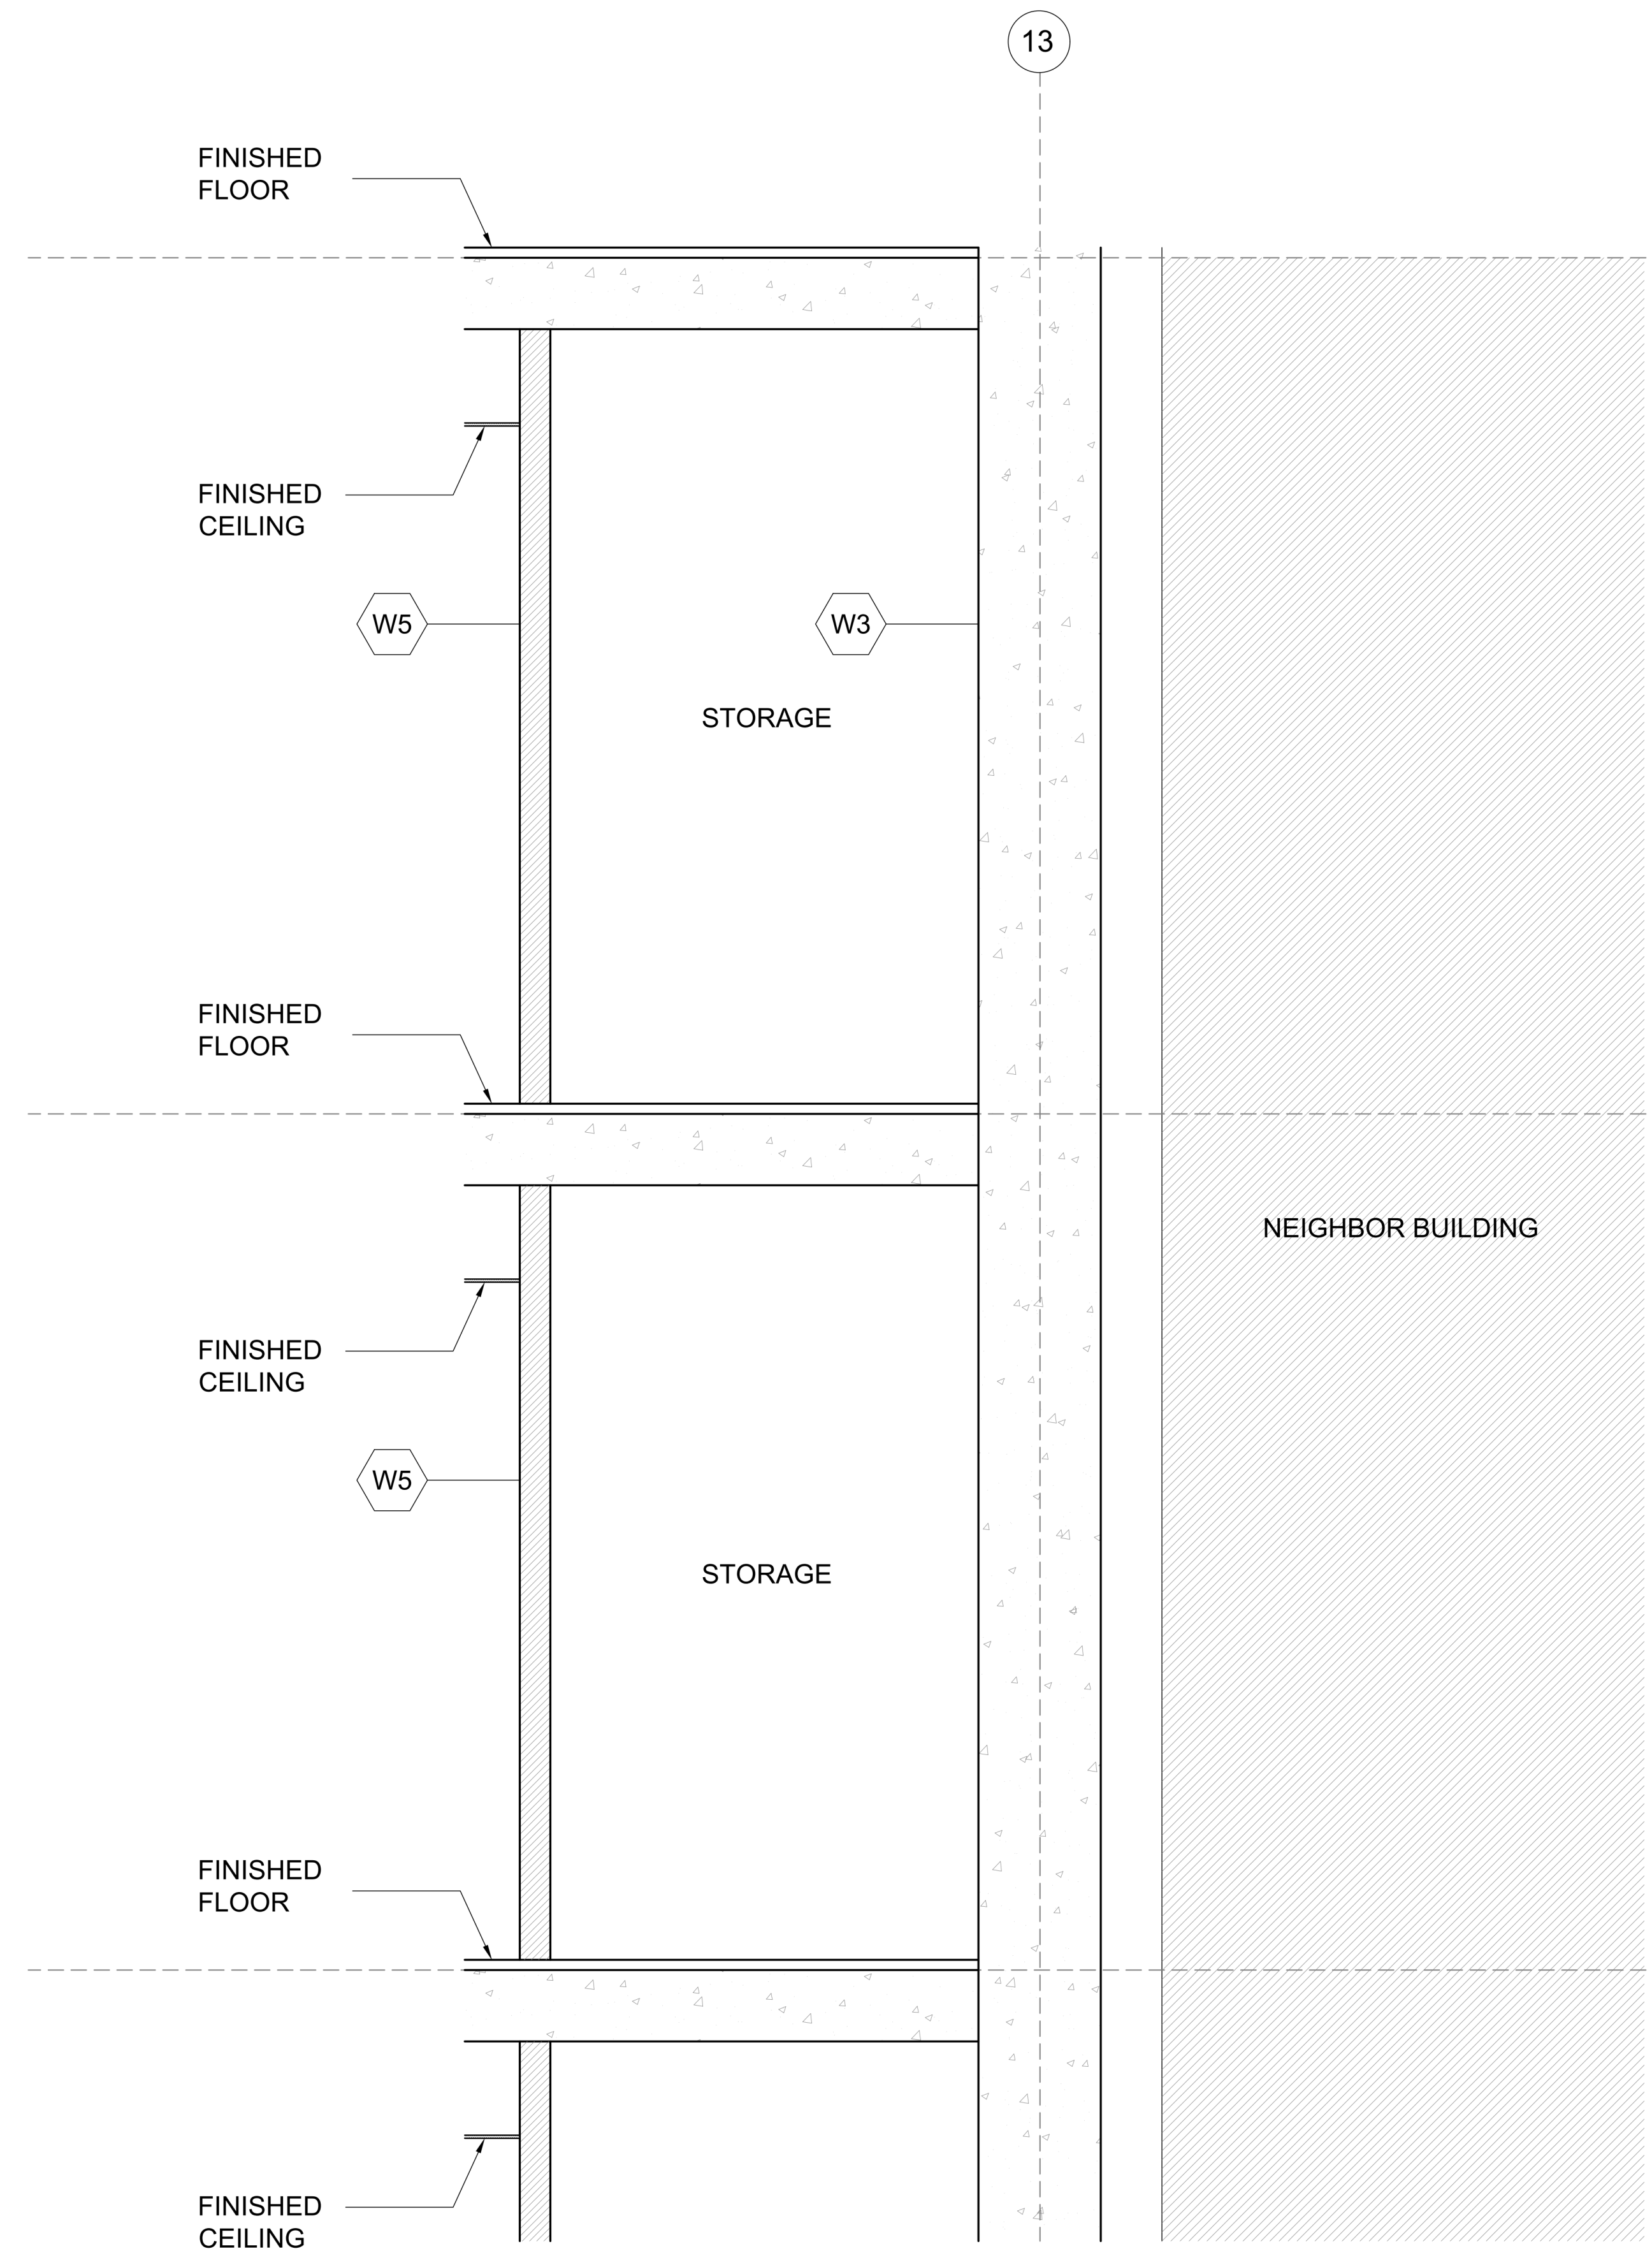 13
FINISHED
FLOOR
FINISHED
CEILING
W5
W3
STORAGE
FINISHED
FLOOR
NEIGHBOR BUILDING
FINISHED
CEILING
W5
STORAGE
FINISHED
FLOOR
FINISHED
CEILING